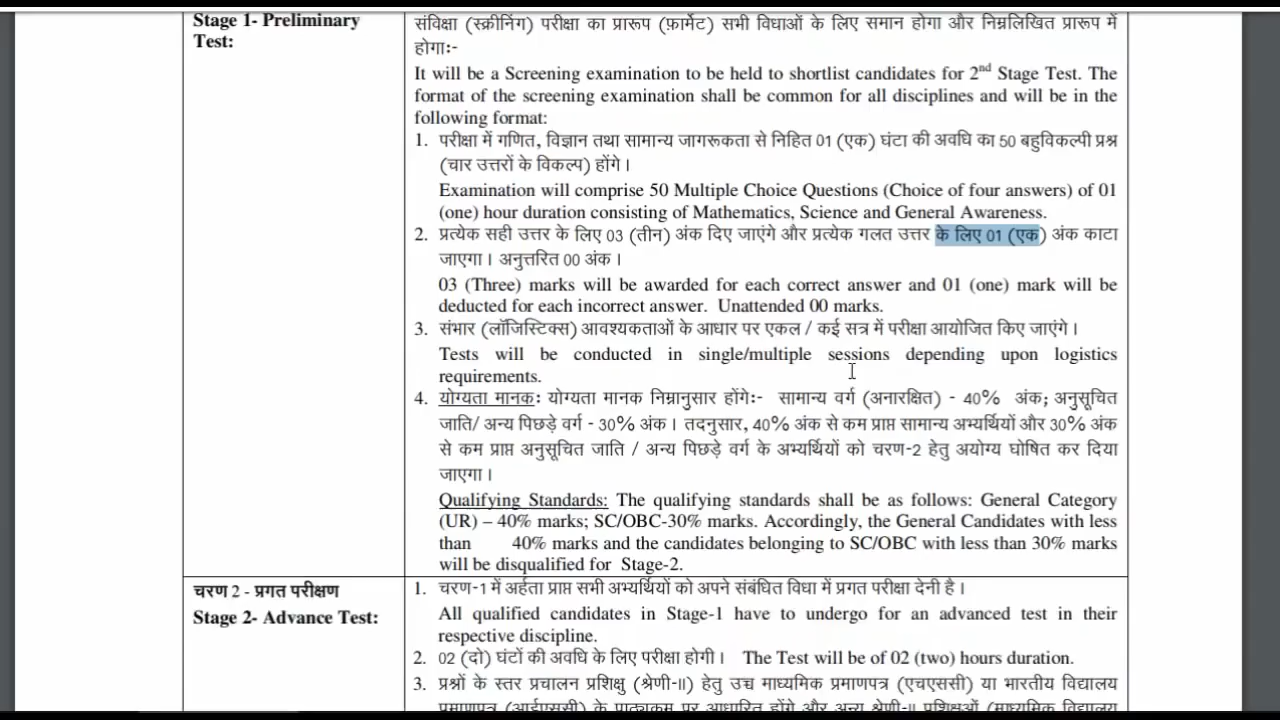 Stage 1- Preliminary
Test:
संविक्षा (स्क्रीनिंग) परीक्षा का प्रारूप (फ़ार्मेट) सभी विधाओं के लिए समान होगा और निम्नलिखित प्रारूप में
होगाः-
It will be a Screening examination to be held to shortlist candidates for 2nd Stage Test. The
format of the screening examination shall be common for all disciplines and will be in the
following format:
1. परीक्षा में गणित, विज्ञान तथा सामान्य जागरूकता से निहित 01 (एक) घंटा की अवधि का 50 बहुविकल्पी प्रश्न
(चार उत्तरों के विकल्प) होंगे ।
Examination will comprise 50 Multiple Choice Questions (Choice of four answers) of 01
(one) hour duration consisting of Mathematics, Science and General Awareness.
2. प्रत्येक सही उत्तर के लिए 03 (तीन) अंक दिए जाएंगे और प्रत्येक गलत उत्तर के लिए 01 (एक) अंक काटा
जाएगा । अनुत्तरित 00 अंक ।
03 (Three) marks will be awarded for each correct answer and 01 (one) mark will be
deducted for each incorrect answer. Unattended 00 marks.
3. संभार (लॉजिस्टिक्स) आवश्यकताओं के आधार पर एकल / कई सत्र में परीक्षा आयोजित किए जाएंगे ।
Tests will be conducted in single/multiple sessions depending upon logistics
requirements.
4. योग्यता मानकः योग्यता मानक निम्नानुसार होंगेः- सामान्य वर्ग (अनारक्षित) - 40% अंक; अनुसूचित
जाति/ अन्य पिछड़े वर्ग - 30% अंक । तदनुसार, 40% अंक से कम प्राप्त सामान्य अभ्यर्थियों और 30% अंक
से कम प्राप्त अनुसूचित जाति / अन्य पिछड़े वर्ग के अभ्यर्थियों को चरण-2 हेतु अयोग्य घोषित कर दिया
जाएगा ।
Qualifying Standards: The qualifying standards shall be as follows: General Category
(UR) – 40% marks; SC/OBC-30% marks. Accordingly, the General Candidates with less
than 40% marks and the candidates belonging to SC/OBC with less than 30% marks
will be disqualified for Stage-2.
चरण 2 - प्रगत परीक्षण
Stage 2- Advance Test:
1. चरण-1 में अर्हता प्राप्त सभी अभ्यर्थियों को अपने संबंधित विधा में प्रगत परीक्षा देनी है ।
All qualified candidates in Stage-1 have to undergo for an advanced test in their
respective discipline.
2. 02 (दो) घंटों की अवधि के लिए परीक्षा होगी । The Test will be of 02 (two) hours duration.
3. प्रश्नों के स्तर प्रचालन प्रशिक्षु (श्रेणी-II) हेतु उच्च माध्यमिक प्रमाणपत्र (एचएससी) या भारतीय विद्यालय
प्रमाणपत्र (आईएससी) के पाठ्यक्रम पर आधारित होंगे और अन्य श्रेणी-II प्रशिक्षुओं (माध्यमिक